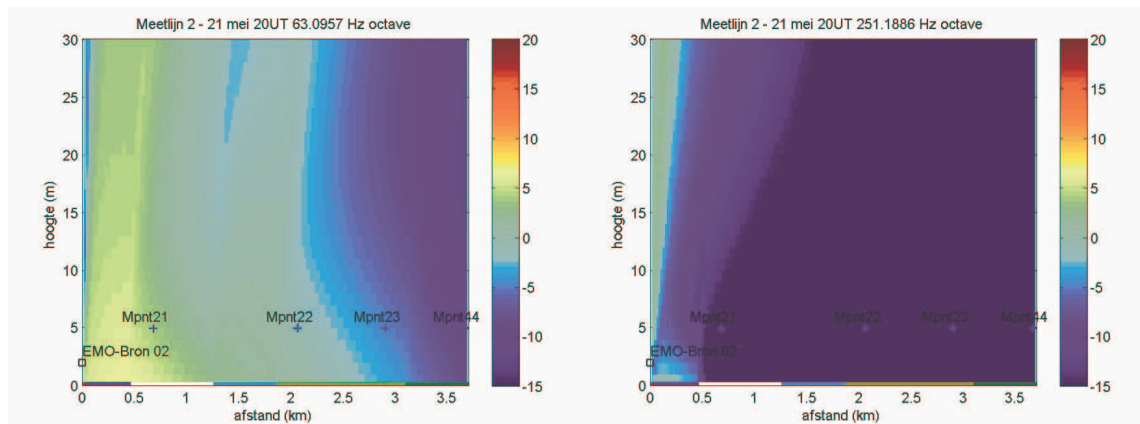 Meetlijn 2 - 21 mei 20UT 63.0957 Hz octave
30
25
20
15
10
5
0
hoogte (m)
Mpnt21
Mpnt22
Mpnt23
Mpnt44
EMO-Bron 02
0 0.5 1 1.5 2 2.5 3 3.5
afstand (km)
20
15
10
5
0
-5
-10
-15
Meetlijn 2 - 21 mei 20UT 251.1886 Hz octave
30
25
20
15
10
5
0
hoogte (m)
Mpnt21
Mpnt22
Mpnt23
Mpnt44
EMO-Bron 02
0 0.5 1 1.5 2 2.5 3 3.5
afstand (km)
20
15
10
5
0
-5
-10
-15